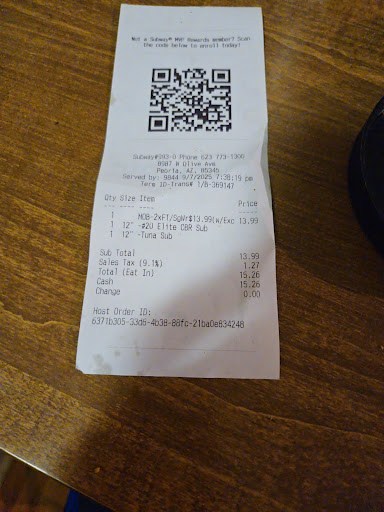 Not a Subway® MVP Rewards member? Scan
the code below to enroll today!
Subway#393-0 Phone 623 773-1300
9987 W Olive Ave
Peoria, AZ, 95345
Served by: 9844 9/7/2025 7:36:19 pm
Term ID-Trans# 1/B-369147
Qty Size Item Price
1 MOB-2xFT/SgWr$13.99(w/Exc 13.99
1 12" -#20 Elite CBR Sub
1 12" -Tuna Sub
Sub Total 13.99
Sales Tax (9.1%) 1.27
Total (Eat In) 15.26
Cash 15.26
Change 0.00
Host Order ID:
6371b305-33d6-4b38-88fc-21ba0e834248